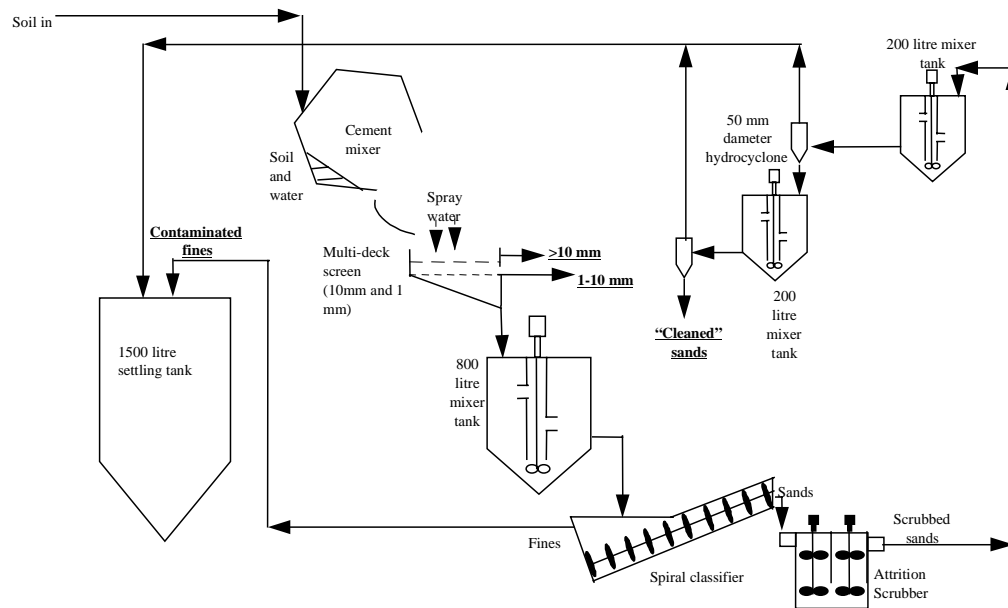 Soil in
200 litre mixer
tank
Cement
mixer
Soil
and
water
50 mm
dameter
hydrocyclone
Spray
water
Contaminated
fines
Multi-deck
screen
(10mm and 1
mm)
>10 mm
1-10 mm
200
litre
mixer
tank
“Cleaned”
sands
1500 litre
settling tank
800
litre
mixer
tank
Sands
Fines
Spiral classifier
Scrubbed
sands
Attrition
Scrubber